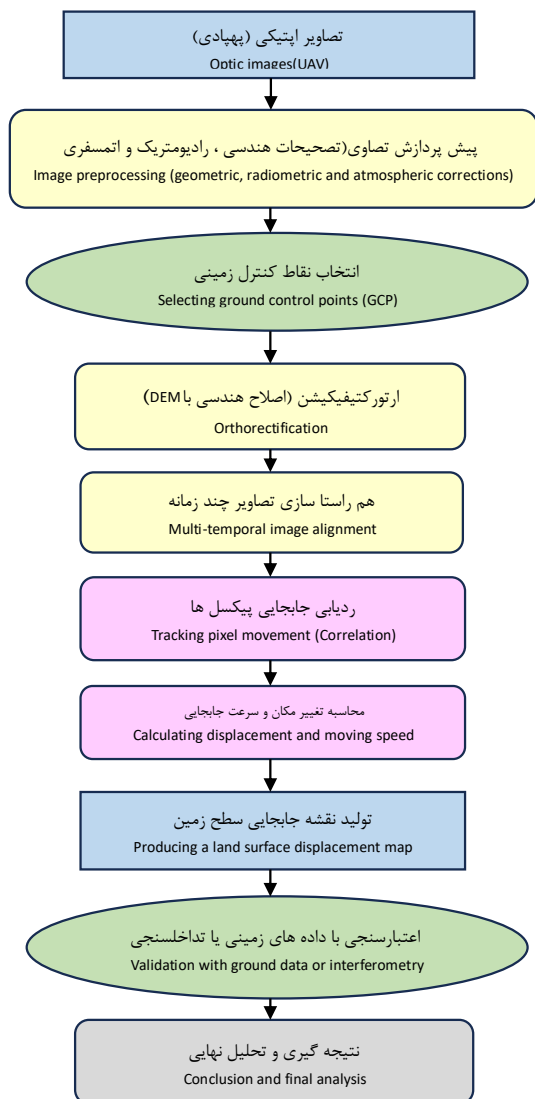 تصاویر اپتیکی (پهپادی)
Optic images(UAV)
پیش پردازش تصاوی(تصحیحات هندسی ، رادیومتریک و اتمسفری
Image preprocessing (geometric, radiometric and atmospheric corrections)
انتخاب نقاط کنترل زمینی
Selecting ground control points (GCP)
ارتورکتیفیکیشن (اصلاح هندسی با DEM)
Orthorectification
هم راستا سازی تصاویر چند زمانه
Multi-temporal image alignment
ردیابی جابجایی پیکسل ها
Tracking pixel movement (Correlation)
محاسبه تغییر مکان و سرعت جابجایی
Calculating displacement and moving speed
تولید نقشه جابجایی سطح زمین
Producing a land surface displacement map
اعتبارسنجی با داده های زمینی یا تداخلسنجی
Validation with ground data or interferometry
نتیجه گیری و تحلیل نهایی
Conclusion and final analysis